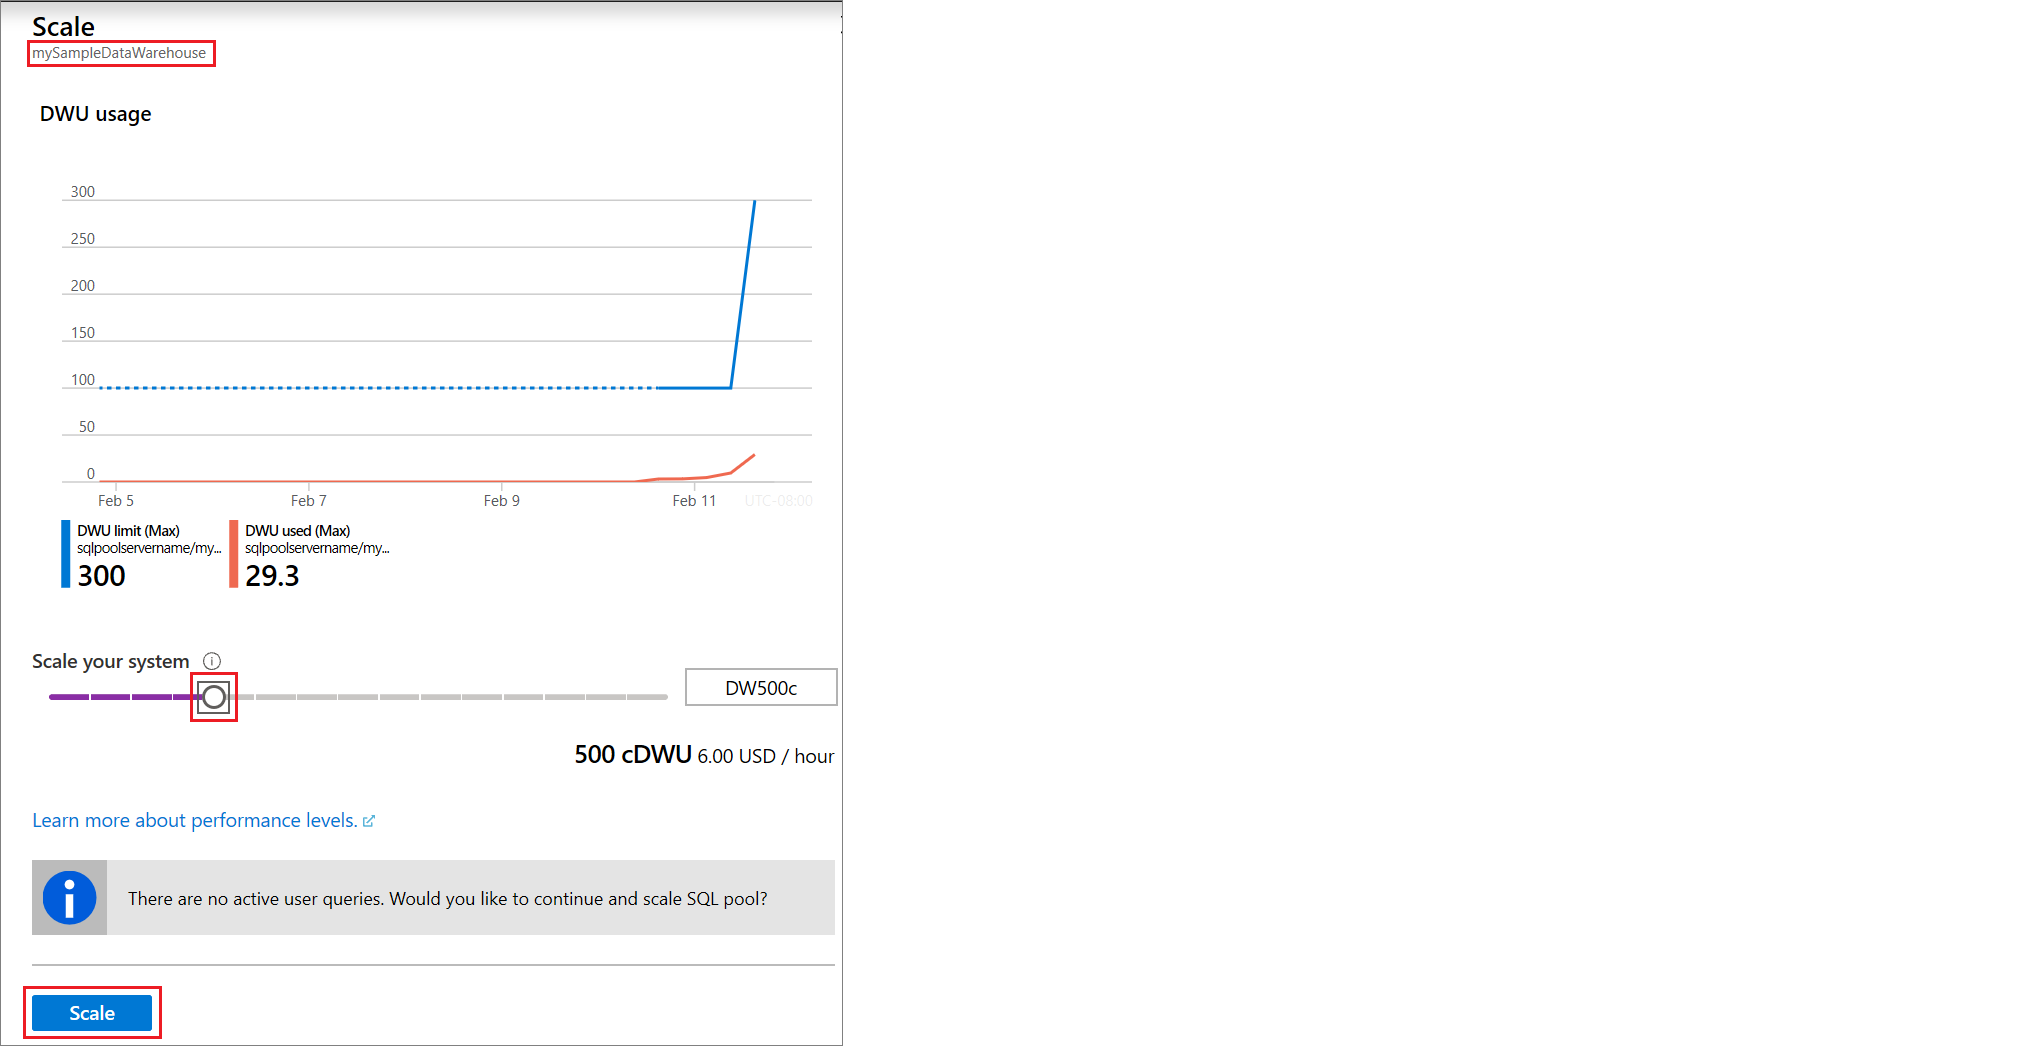 Scale
mySampleDataWarehouse
DWU usage
300
250
200
150
100
50
0
Feb 5 Feb 7 Feb 9 Feb 11 UTC-08:00
DWU limit (Max) DWU used (Max)
sqlpoolservername/my... sqlpoolservername/my...
300 29.3
Scale your system
DW500c
500 cDWU 6.00 USD / hour
Learn more about performance levels.
There are no active user queries. Would you like to continue and scale SQL pool?
Scale